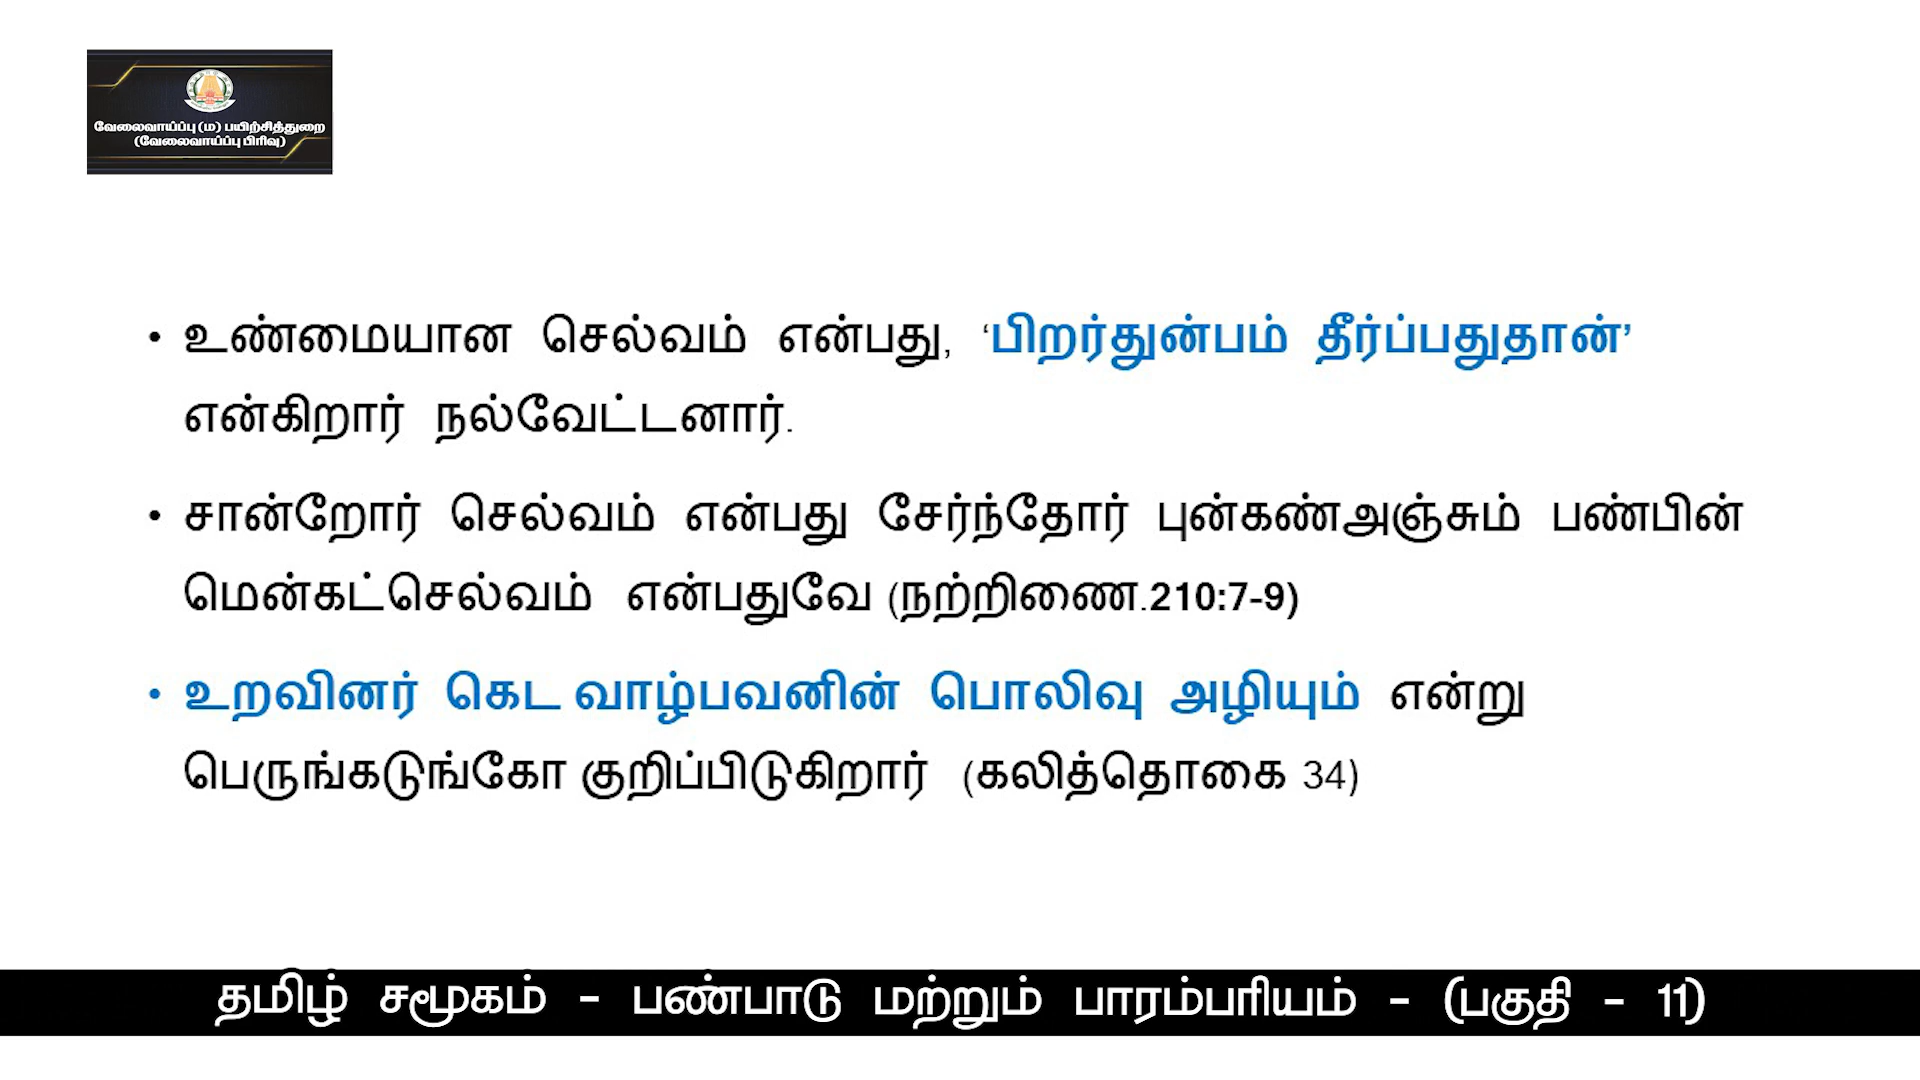 வேலைவாய்ப்பு (ம) பயிற்சித்துறை
(வேலைவாய்ப்பு பிரிவு)
• உண்மையான செல்வம் என்பது, ‘பிறர்துன்பம் தீர்ப்பதுதான்’
என்கிறார் நல்வேட்டனார்.
• சான்றோர் செல்வம் என்பது சேர்ந்தோர் புன்கண்அஞ்சும் பண்பின்
மென்கட்செல்வம் என்பதுவே (நற்றிணை.210:7-9)
• உறவினர் கெட வாழ்பவனின் பொலிவு அழியும் என்று
பெருங்கடுங்கோ குறிப்பிடுகிறார் (கலித்தொகை 34)
தமிழ் சமூகம் - பண்பாடு மற்றும் பாரம்பரியம் - (பகுதி - 11)